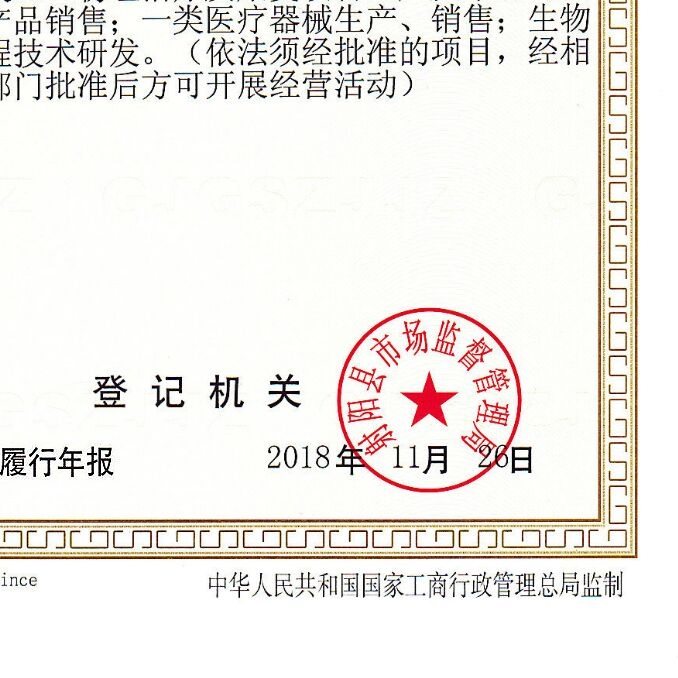 产品销售；一类医疗器械生产、销售；生物
程技术研发。（依法须经批准的项目，经相
部门批准后方可开展经营活动）
GJGSZJ
射阳县市场监督管理局
登记机关
履行年报
2018年 11月 26日
ince
中华人民共和国国家工商行政管理总局监制